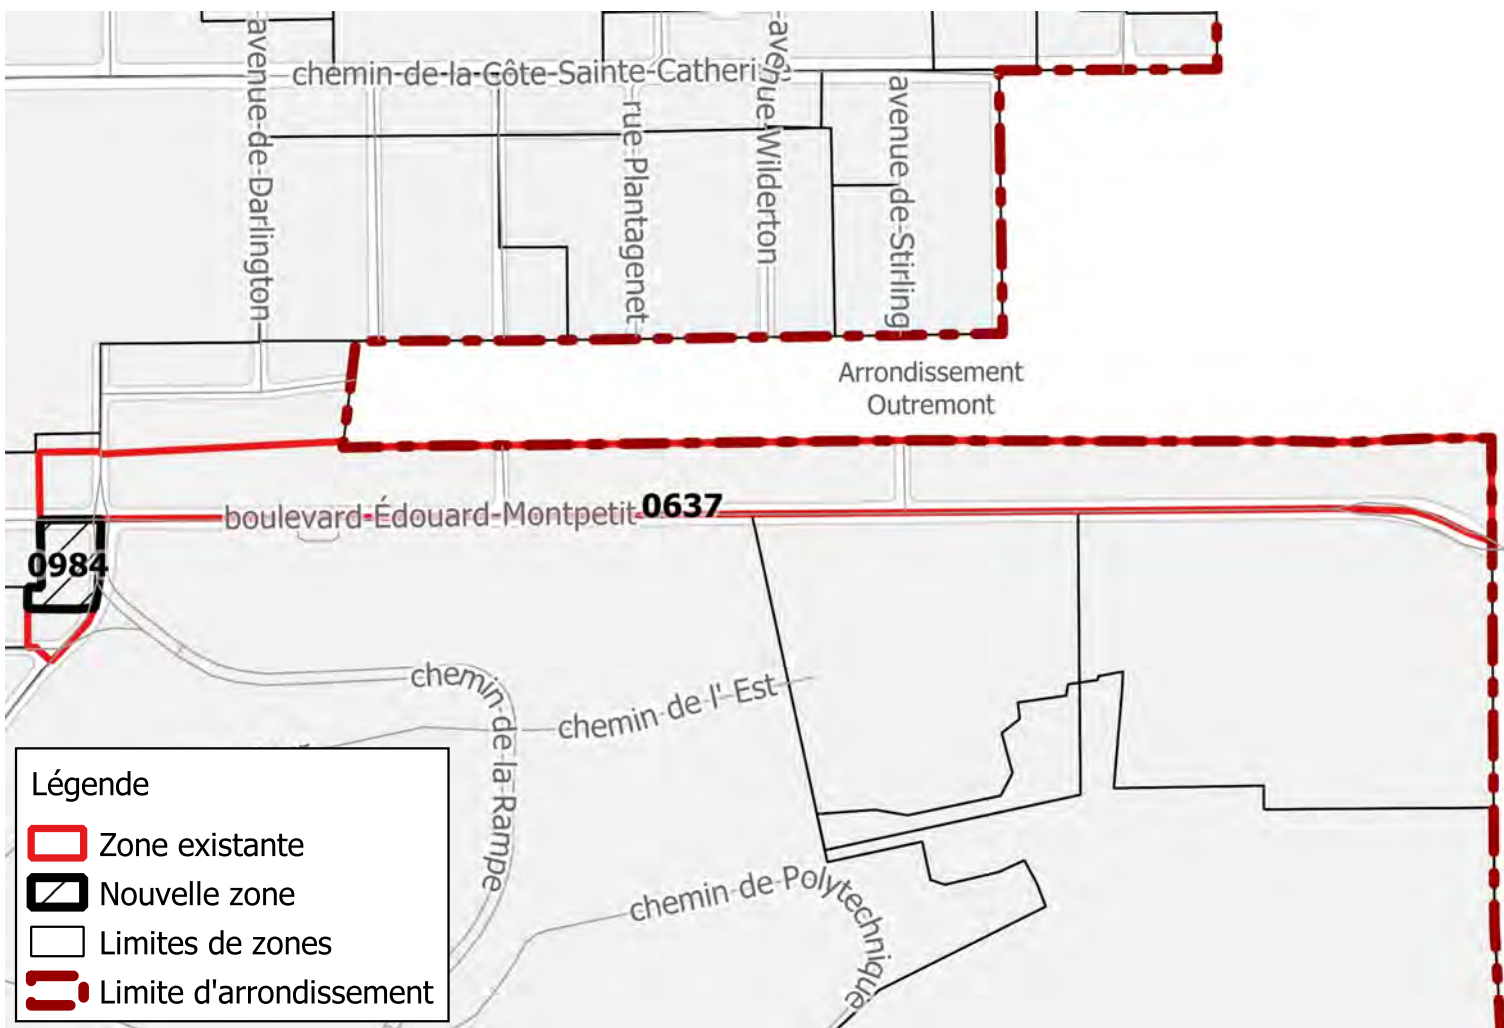 chemin-de-la-Côte-Sainte-Catherine
avenue-de-Darlington
rue-Plantagenet
avenue-Wilderton
avenue-de-Stirling
Arrondissement
Outremont
boulevard-Édouard-Montpetit
0637
0984
chemin-de-la-Rampe
chemin-de-l'-Est
chemin-de-Polytechnique
Légende
Zone existante
Nouvelle zone
Limites de zones
Limite d'arrondissement